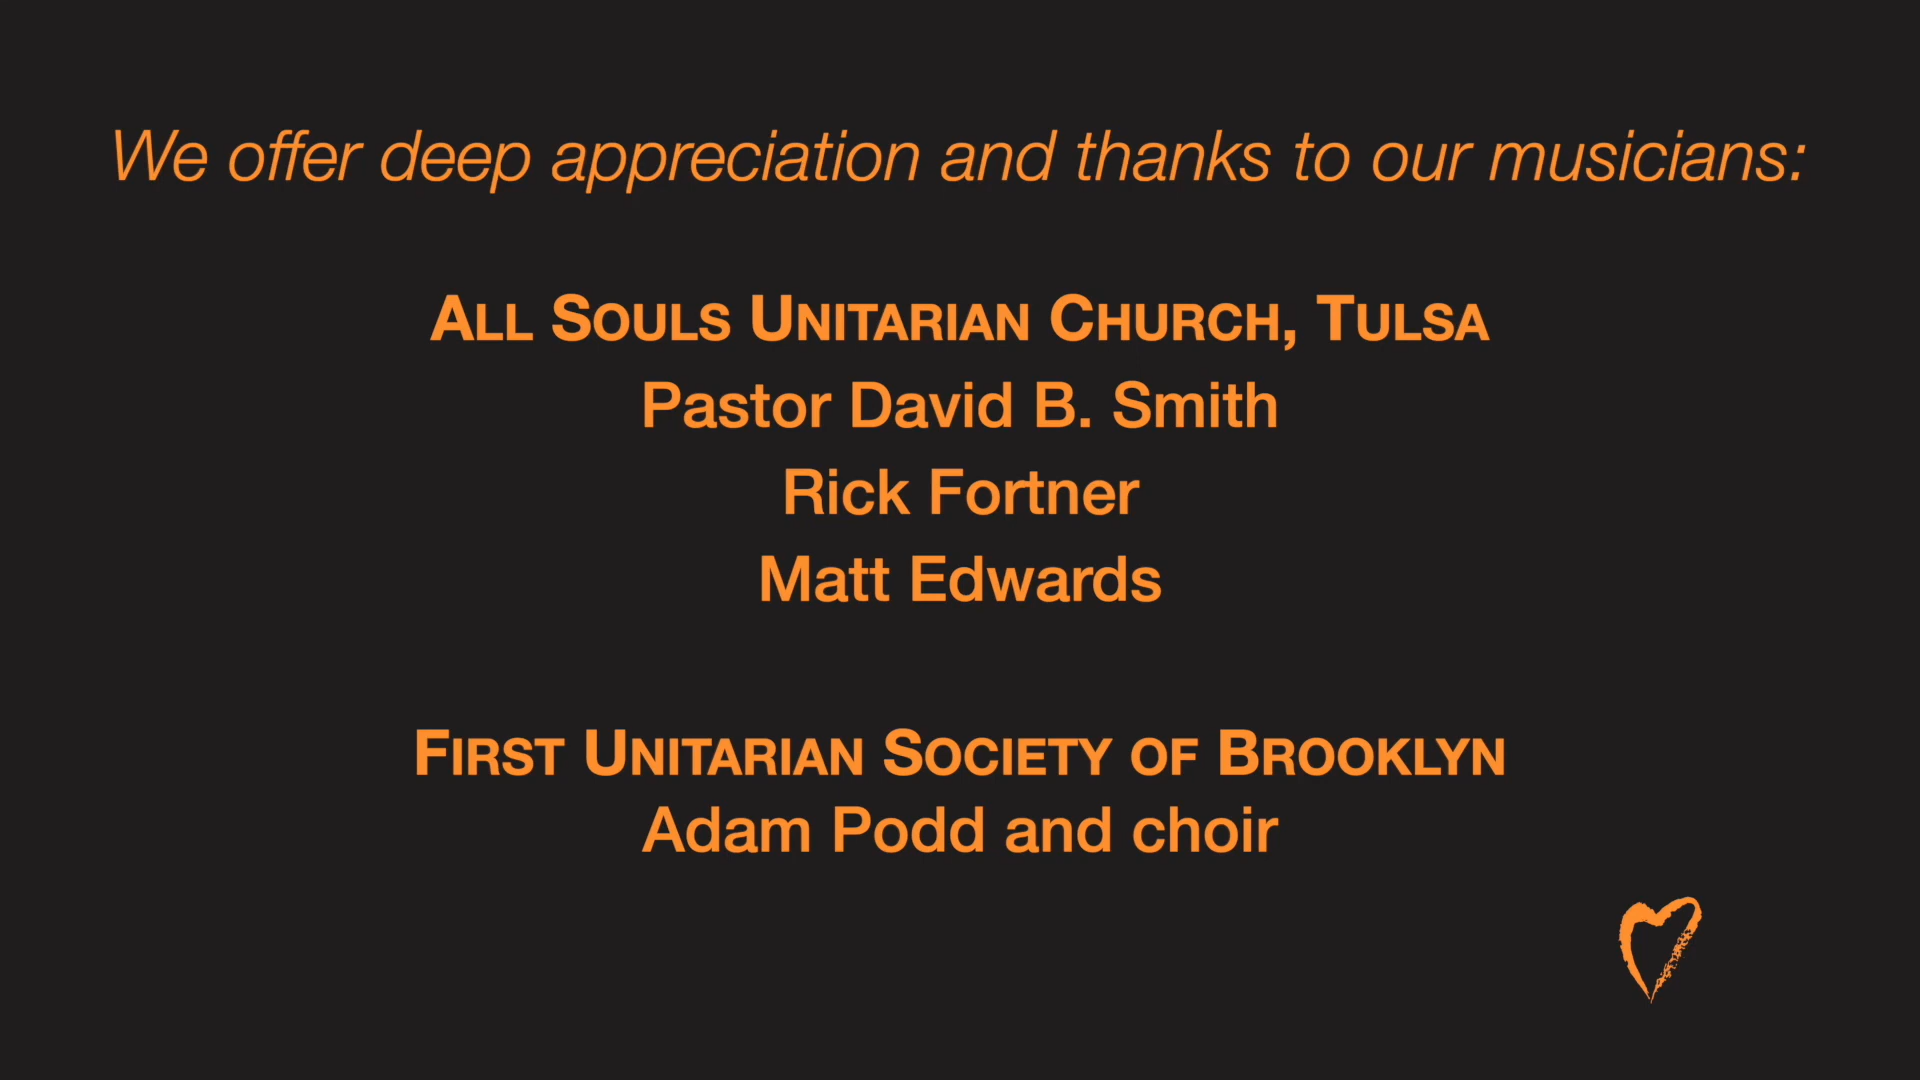 We offer deep appreciation and thanks to our musicians:
ALL SOULS UNITARIAN CHURCH, TULSA
Pastor David B. Smith
Rick Fortner
Matt Edwards
FIRST UNITARIAN SOCIETY OF BROOKLYN
Adam Podd and choir